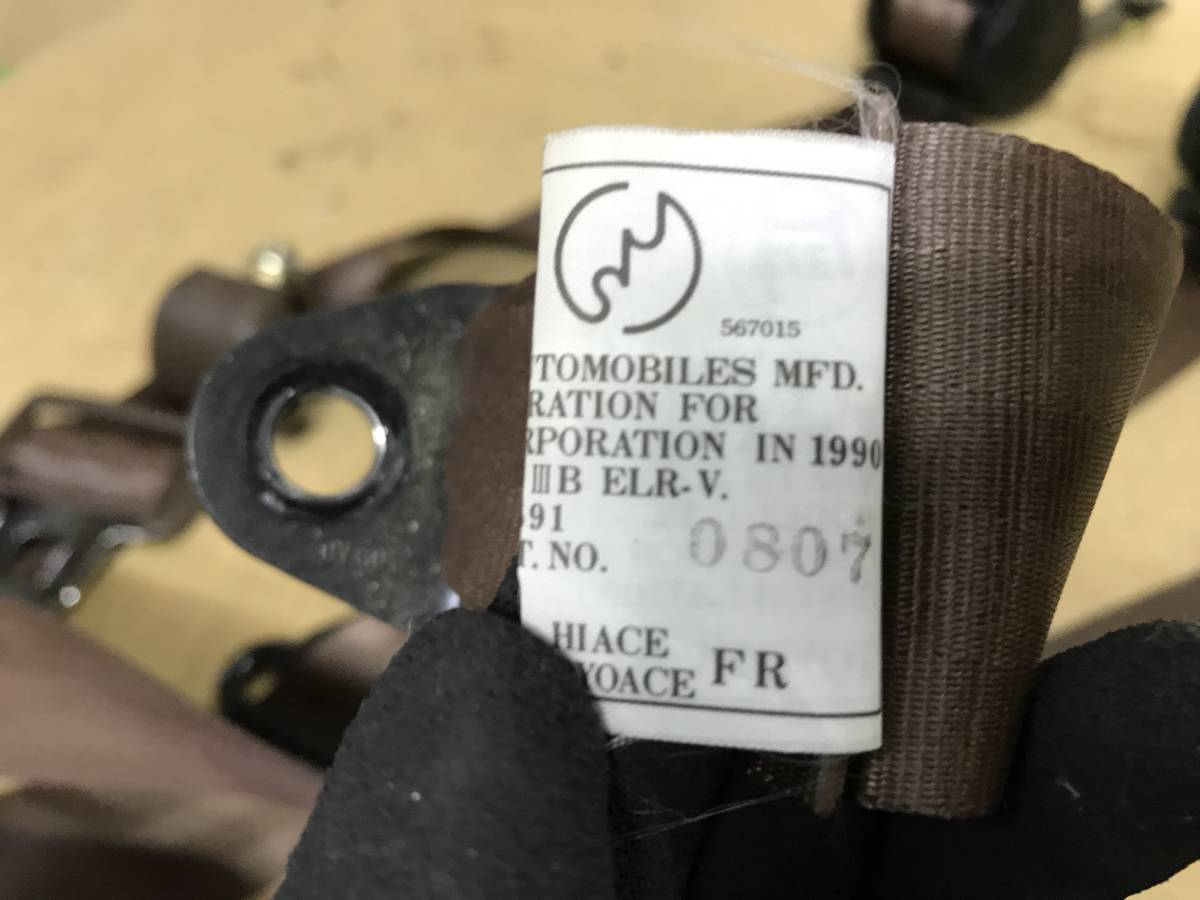 567015
TOMOBILES MFD.
RATION FOR
RPORATION IN 1990
IIIB ELR-V.
91
T. NO. 0807
HIACE
YOACE FR